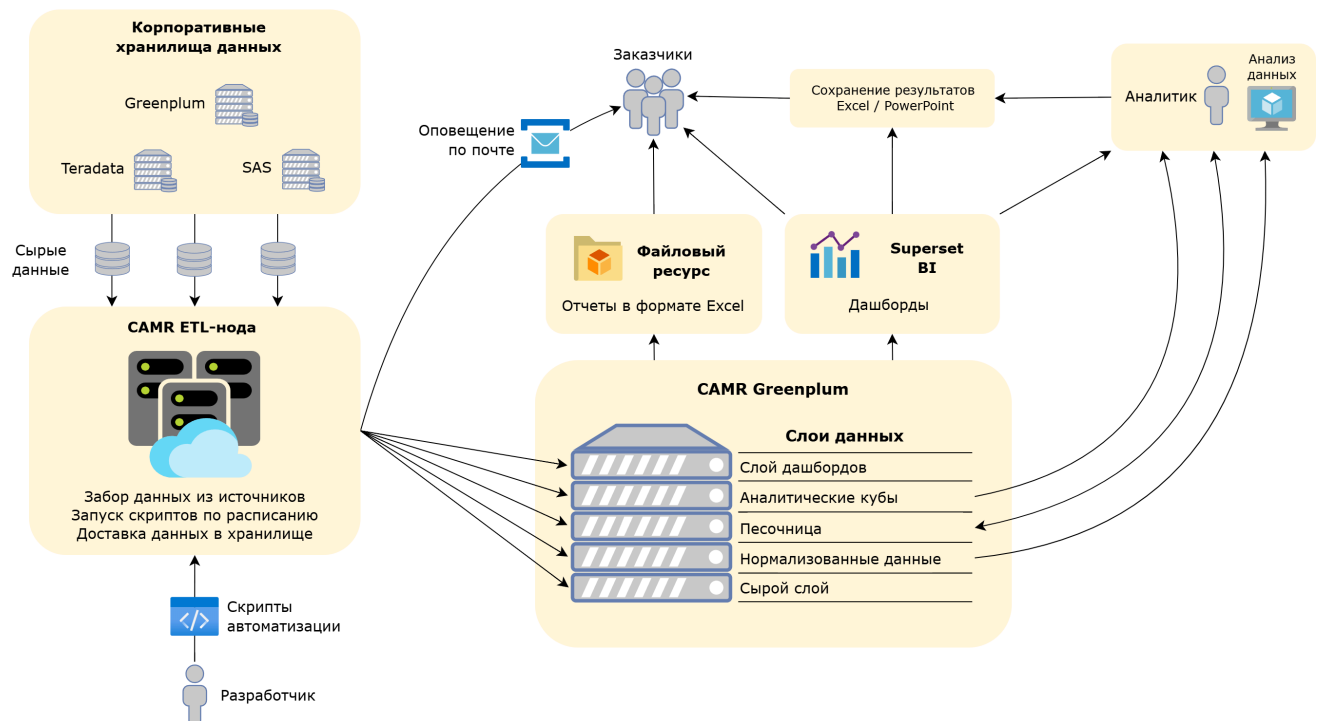 Корпоративные
хранилища данных
Greenplum
Teradata
SAS
Сырые
данные
CAMR ETL-нода
Забор данных из источников
Запуск скриптов по расписанию
Доставка данных в хранилище
Скрипты
автоматизации
Разработчик
Оповещение
по почте
Заказчики
Сохранение результатов
Excel / PowerPoint
Аналитик
Анализ
данных
Файловый
ресурс
Отчеты в формате Excel
Superset
BI
Дашборды
CAMR Greenplum
Слои данных
Слой дашбордов
Аналитические кубы
Песочница
Нормализованные данные
Сырой слой